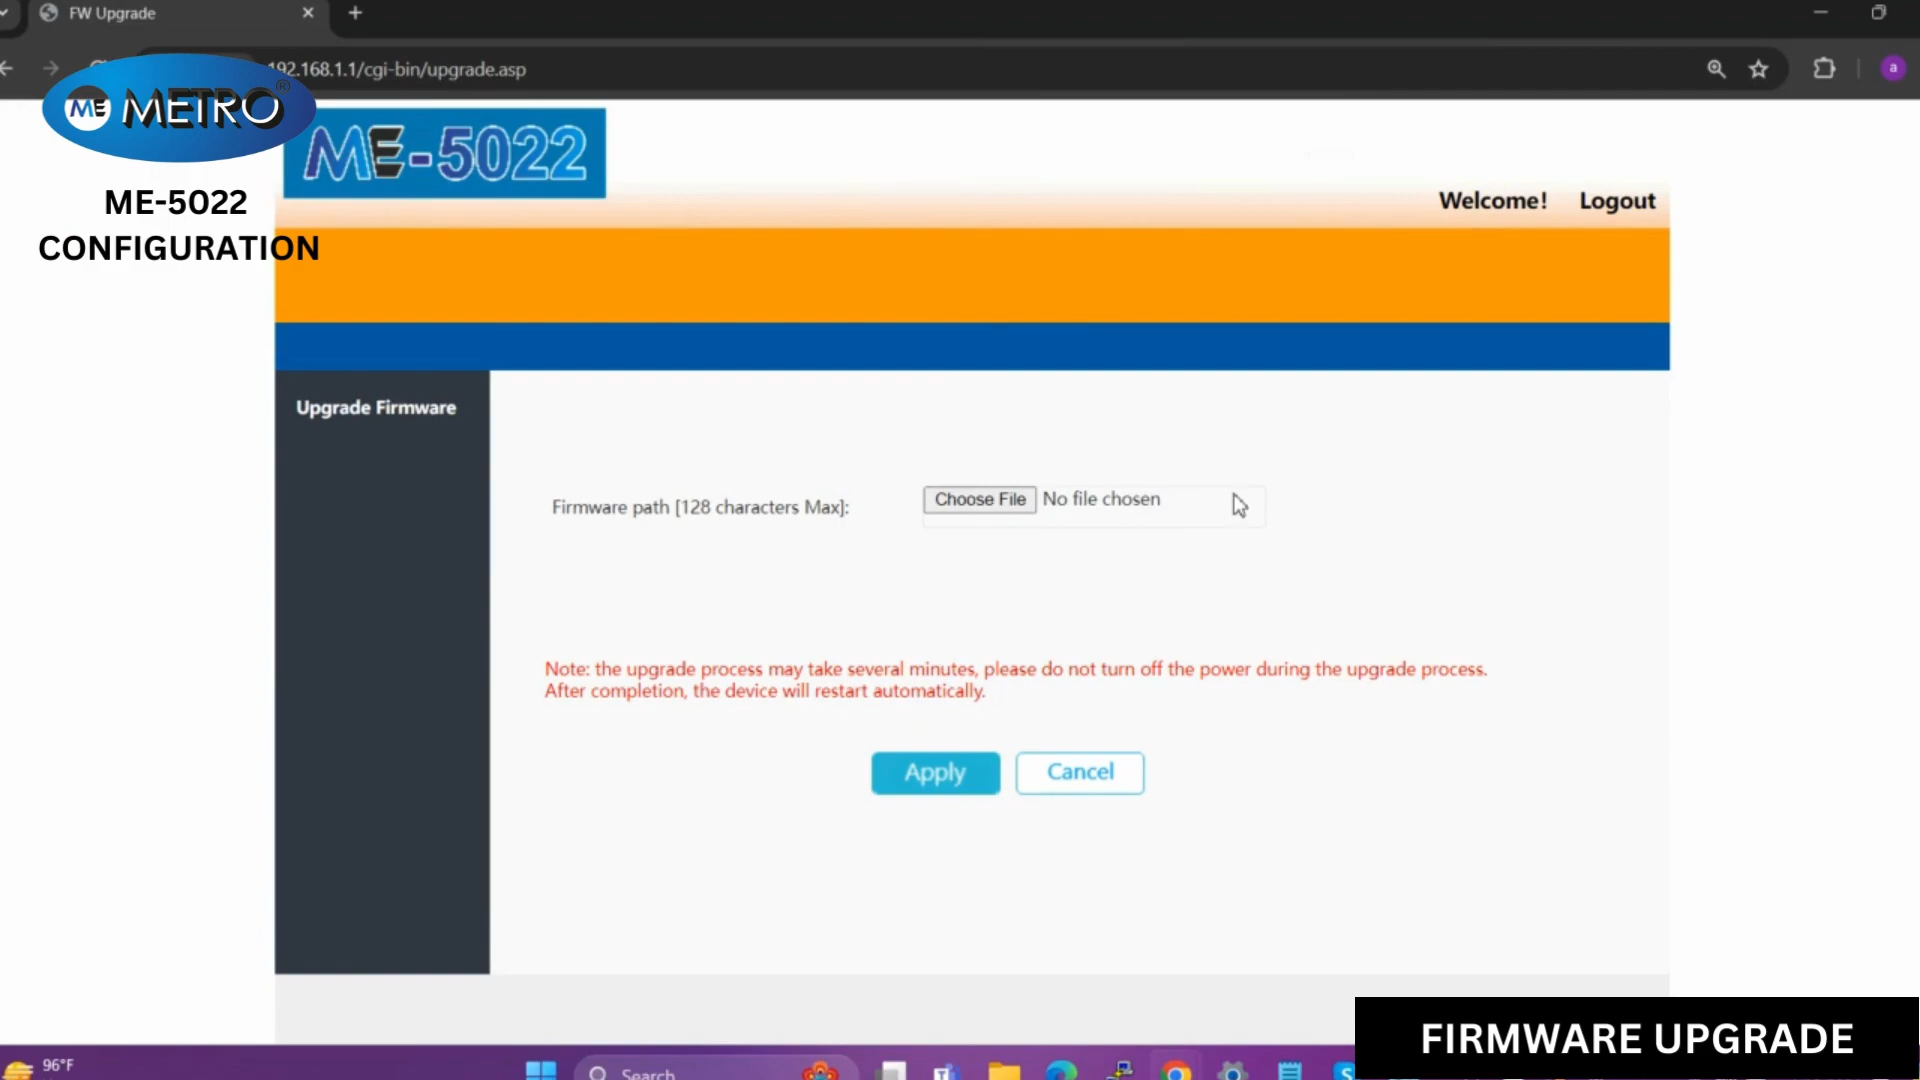 FW Upgrade
192.168.1.1/cgi-bin/upgrade.asp
a
ME METRO®
ME-5022
ME-5022
CONFIGURATION
Welcome! Logout
Upgrade Firmware
Firmware path [128 characters Max]: Choose File No file chosen
Note: the upgrade process may take several minutes, please do not turn off the power during the upgrade process.
After completion, the device will restart automatically.
Apply Cancel
FIRMWARE UPGRADE
96°F
Search